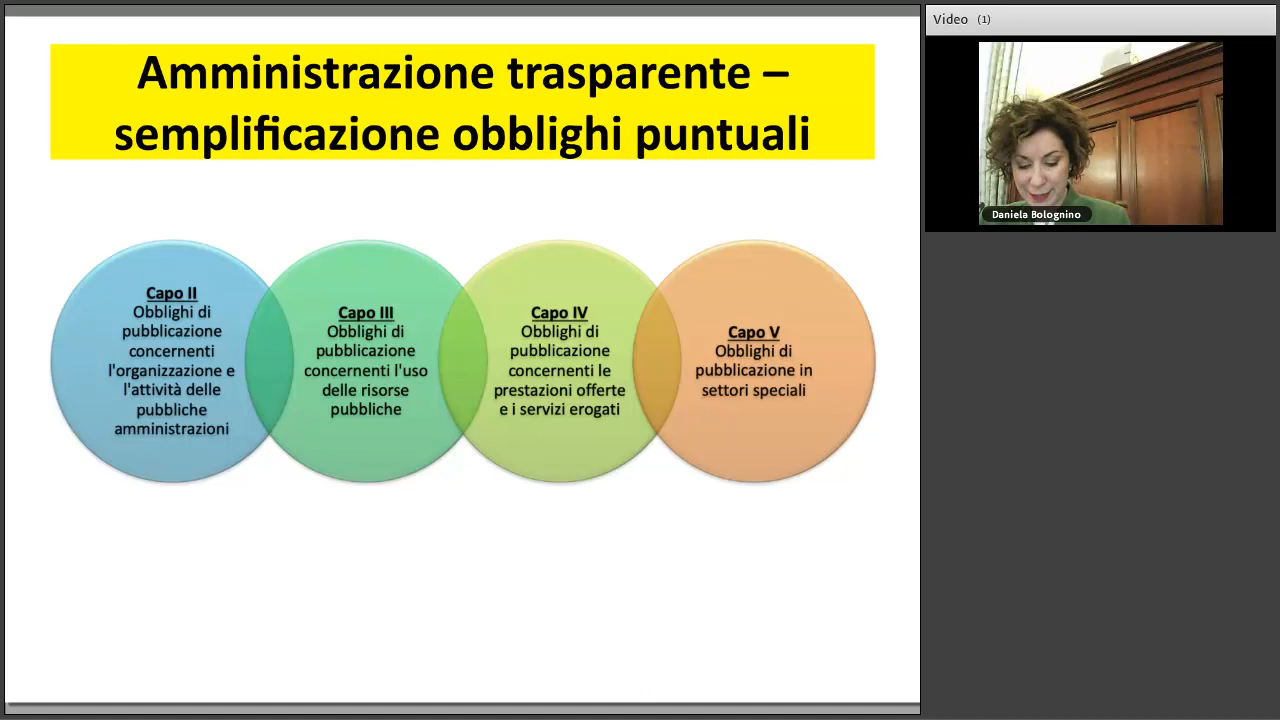 Amministrazione trasparente –
semplificazione obblighi puntuali
Capo II
Obblighi di
pubblicazione
concernenti
l'organizzazione e
l'attività delle
pubbliche
amministrazioni
Capo III
Obblighi di
pubblicazione
concernenti l'uso
delle risorse
pubbliche
Capo IV
Obblighi di
pubblicazione
concernenti le
prestazioni offerte
e i servizi erogati
Capo V
Obblighi di
pubblicazione in
settori speciali
Video (1)
Daniela Bolognino